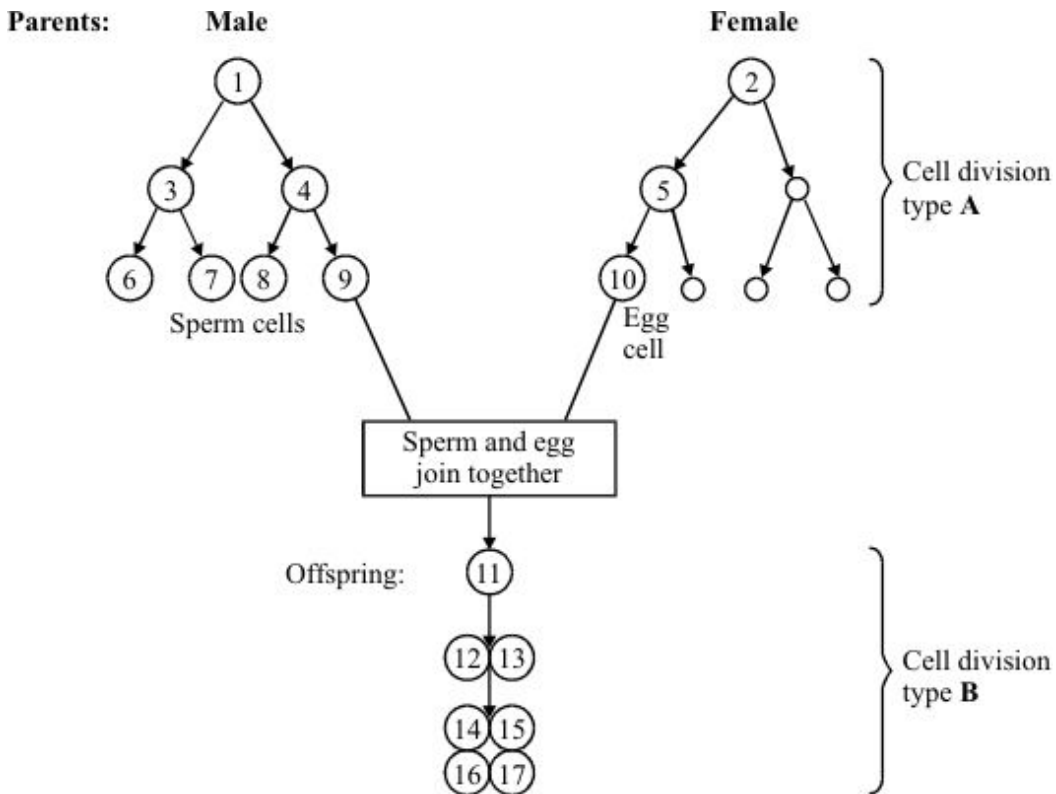 Parents: Male Female
1 2
3 4 5
Cell division
type A
6 7 8 9 10
Sperm cells
Egg
cell
Sperm and egg
join together
Offspring: 11
12 13
Cell division
type B
14 15
16 17